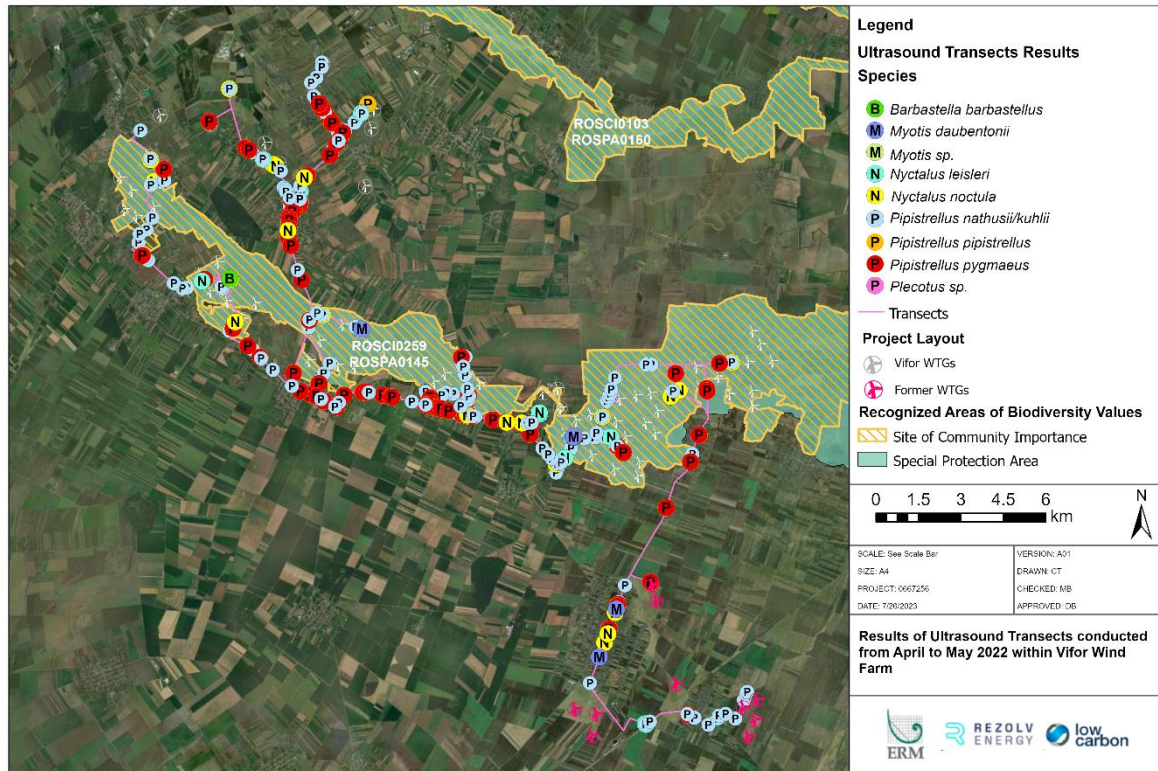 ROSCI0103
ROSPA0160
ROSCI0259
ROSPA0145
Legend
Ultrasound Transects Results
Species
B Barbastella barbastellus
M Myotis daubentonii
M Myotis sp.
N Nyctalus leisleri
N Nyctalus noctula
P Pipistrellus nathusii/kuhlii
P Pipistrellus pipistrellus
P Pipistrellus pygmaeus
P Plecotus sp.
Transects
Project Layout
Vifor WTGs
Former WTGs
Recognized Areas of Biodiversity Values
Site of Community Importance
Special Protection Area
0 1.5 3 4.5 6
km
N
SCALE: See Scale Bar
VERSION: A01
SIZE: A4
DRAWN: CT
PROJECT: 0667256
CHECKED: MB
DATE: 7/26/2023
APPROVED: DB
Results of Ultrasound Transects conducted
from April to May 2022 within Vifor Wind
Farm
ERM
REZOLV
ENERGY
low
carbon